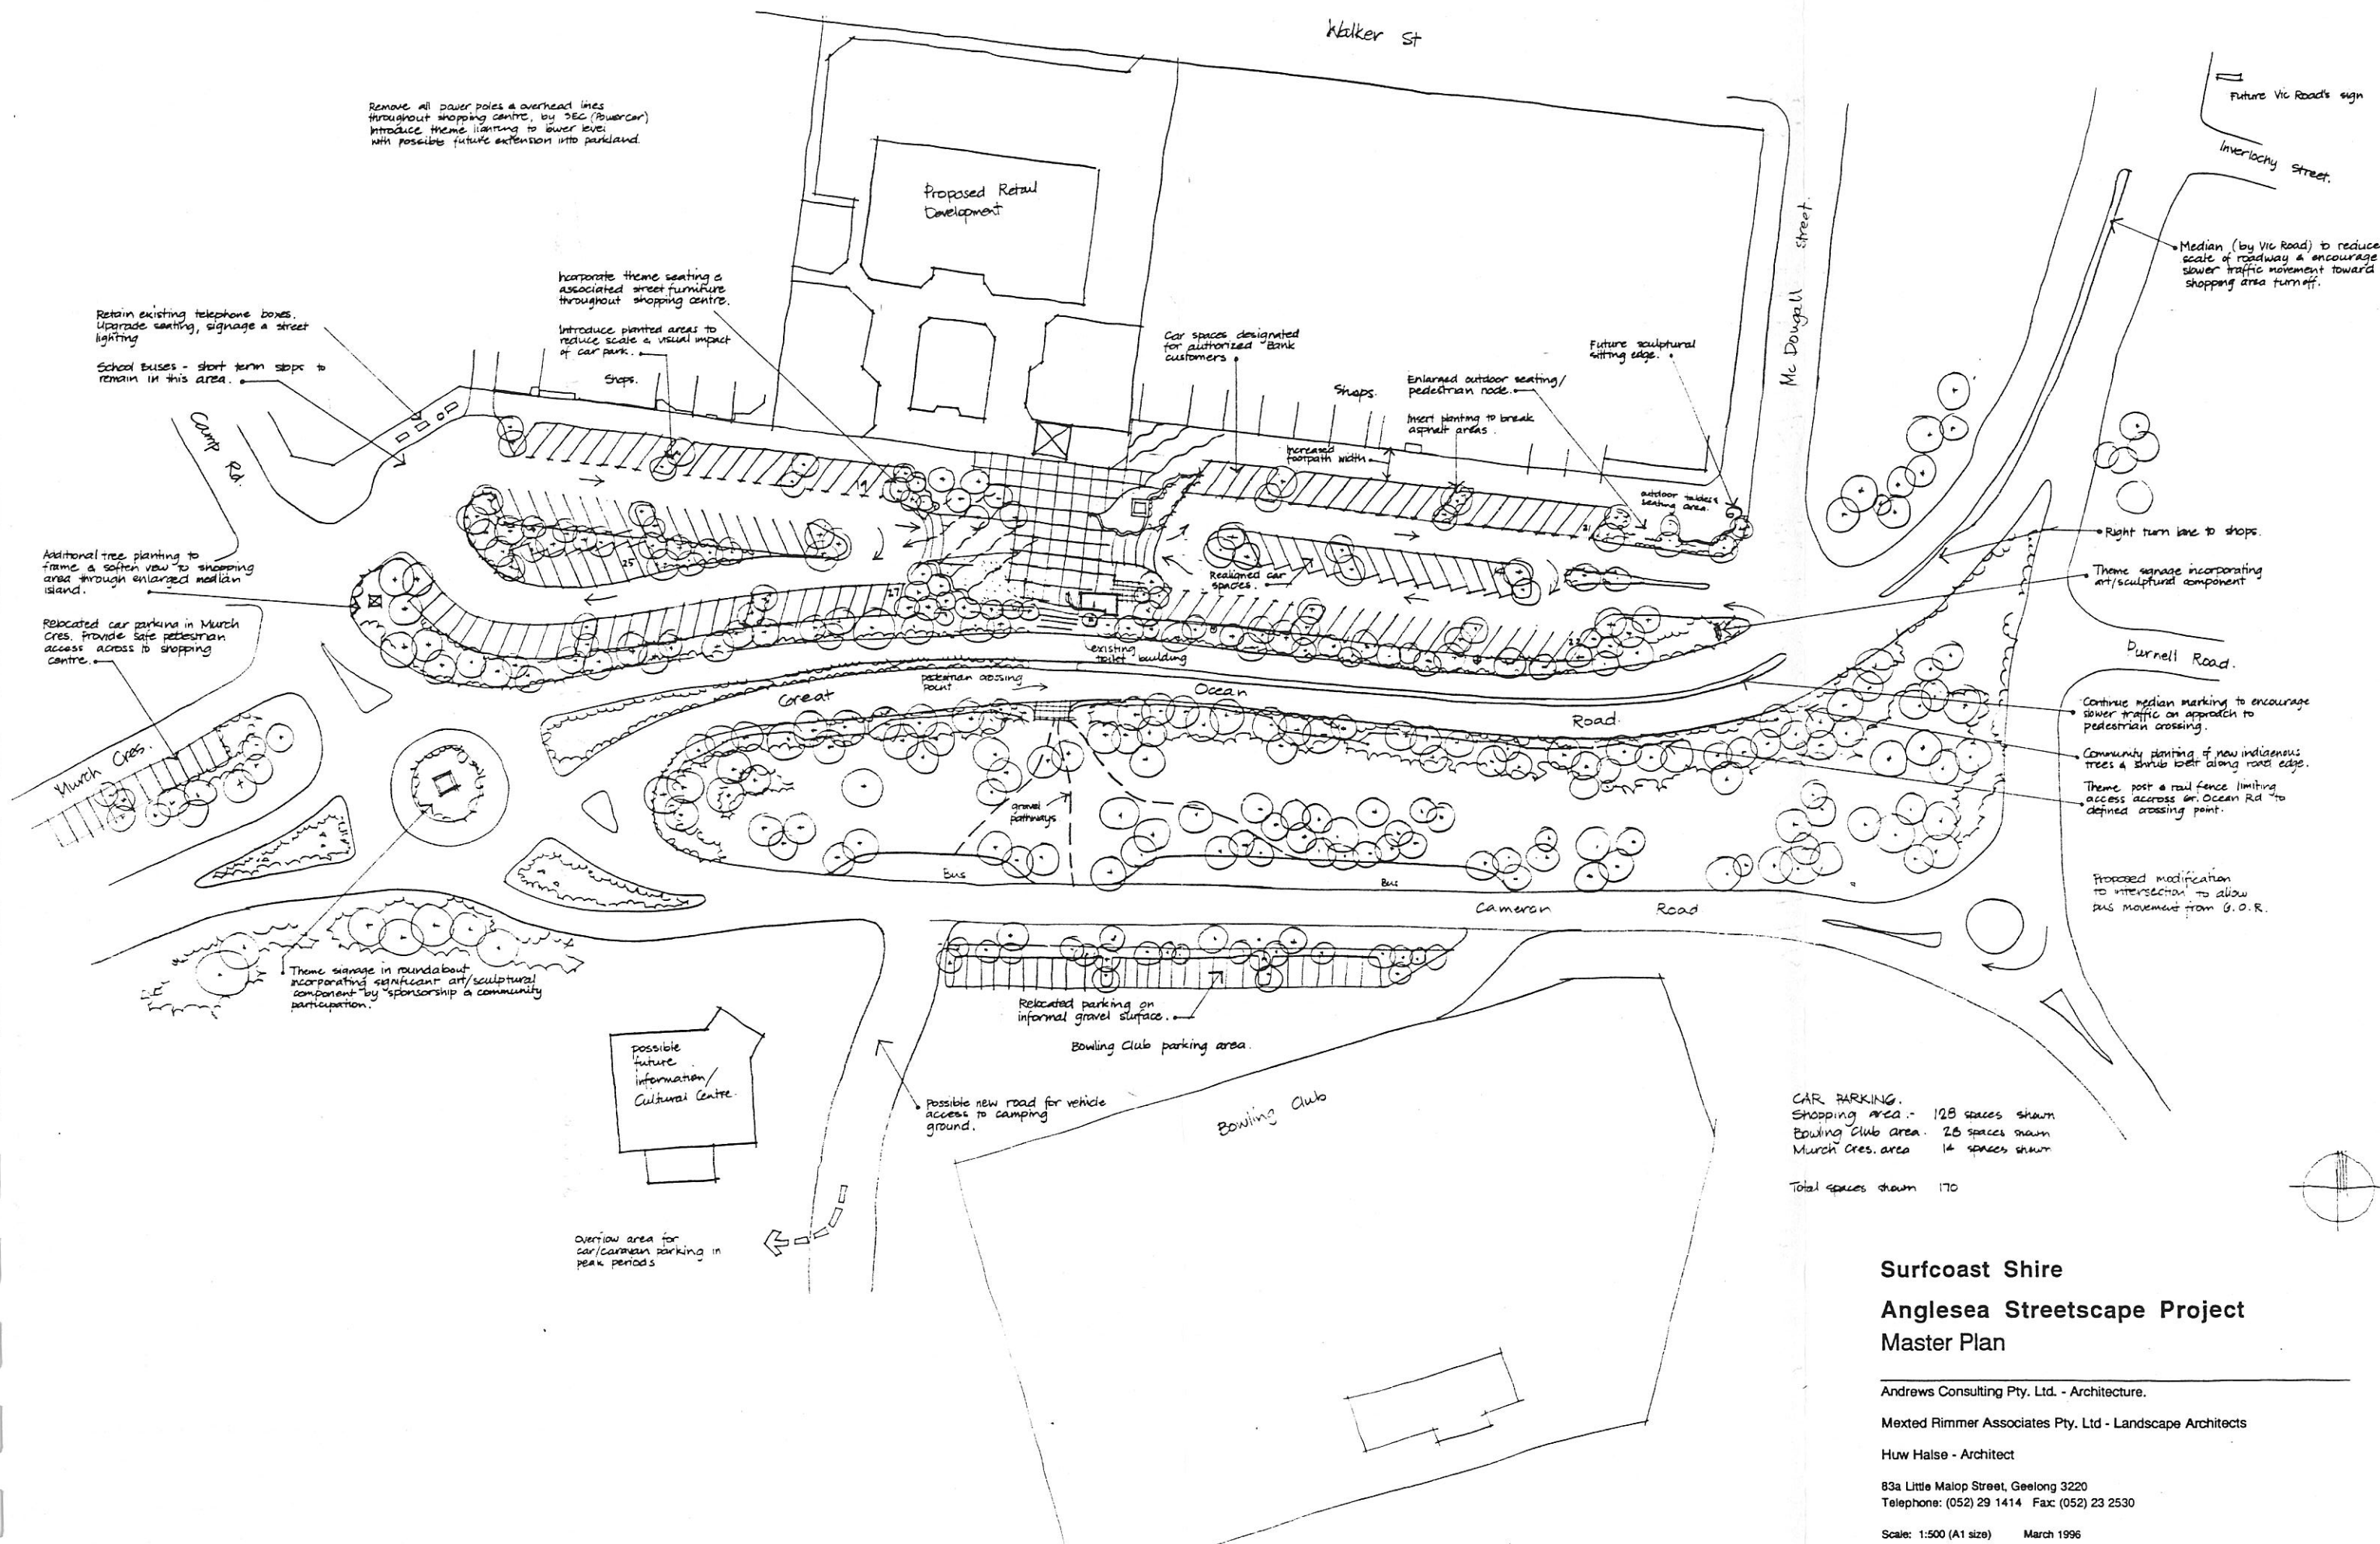 Walker St
Future Vic Road's sign
Inverlochy Street.
Remove all power poles & overhead lines
throughout shopping centre, by SEC (Powercor)
Introduce theme lighting to lower level
with possible future extension into parkland.
Proposed Retail
Development
Mc Dougall Street.
Median (by Vic Road) to reduce
scale of roadway & encourage
slower traffic movement toward
shopping area turnoff.
Incorporate theme seating &
associated street furniture
throughout shopping centre.
Introduce planted areas to
reduce scale & visual impact
of car park.
Retain existing telephone boxes.
Upgrade seating, signage & street
lighting
School Buses - short term stops to
remain in this area.
Shops.
Car spaces designated
for authorized Bank
customers
Shops.
Enlarged outdoor seating/
pedestrian node.
Insert planting to break
asphalt areas.
Future sculptural
sitting edge.
Camp Rd.
Increased
footpath width
outdoor tables &
seating area.
Right turn lane to shops.
Theme signage incorporating
art/sculptural component
Additional tree planting to
frame & soften view to shopping
area through enlarged median
island.
25
27
Realigned car
spaces.
Relocated car parking in Murch
Cres. Provide safe pedestrian
access across to shopping
centre.
existing
toilet building
Purnell Road.
pedestrian crossing
point
Great Ocean Road.
Continue median marking to encourage
slower traffic on approach to
pedestrian crossing.
Murch Cres.
Community planting of new indigenous
trees & shrub belt along road edge.
Theme post & rail fence limiting
access accross Gr. Ocean Rd to
defined crossing point.
gravel
pathways
Bus
Bus
Cameron Road
Proposed modification
to intersection to allow
bus movement from G.O.R.
Theme signage in roundabout
incorporating significant art/sculptural
component by sponsorship & community
participation.
Relocated parking on
informal gravel surface.
Bowling Club parking area.
possible
future
information/
Cultural Centre.
Possible new road for vehicle
access to camping
ground.
Bowling Club
Overflow area for
car/caravan parking in
peak periods
CAR PARKING.
Shopping area:- 128 spaces shown
Bowling Club area. 28 spaces shown
Murch Cres. area 14 spaces shown
Total spaces shown 170
Surfcoast Shire
Anglesea Streetscape Project
Master Plan
Andrews Consulting Pty. Ltd. - Architecture.
Mexted Rimmer Associates Pty. Ltd - Landscape Architects
Huw Halse - Architect
83a Little Malop Street, Geelong 3220
Telephone: (052) 29 1414 Fax: (052) 23 2530
Scale: 1:500 (A1 size) March 1996